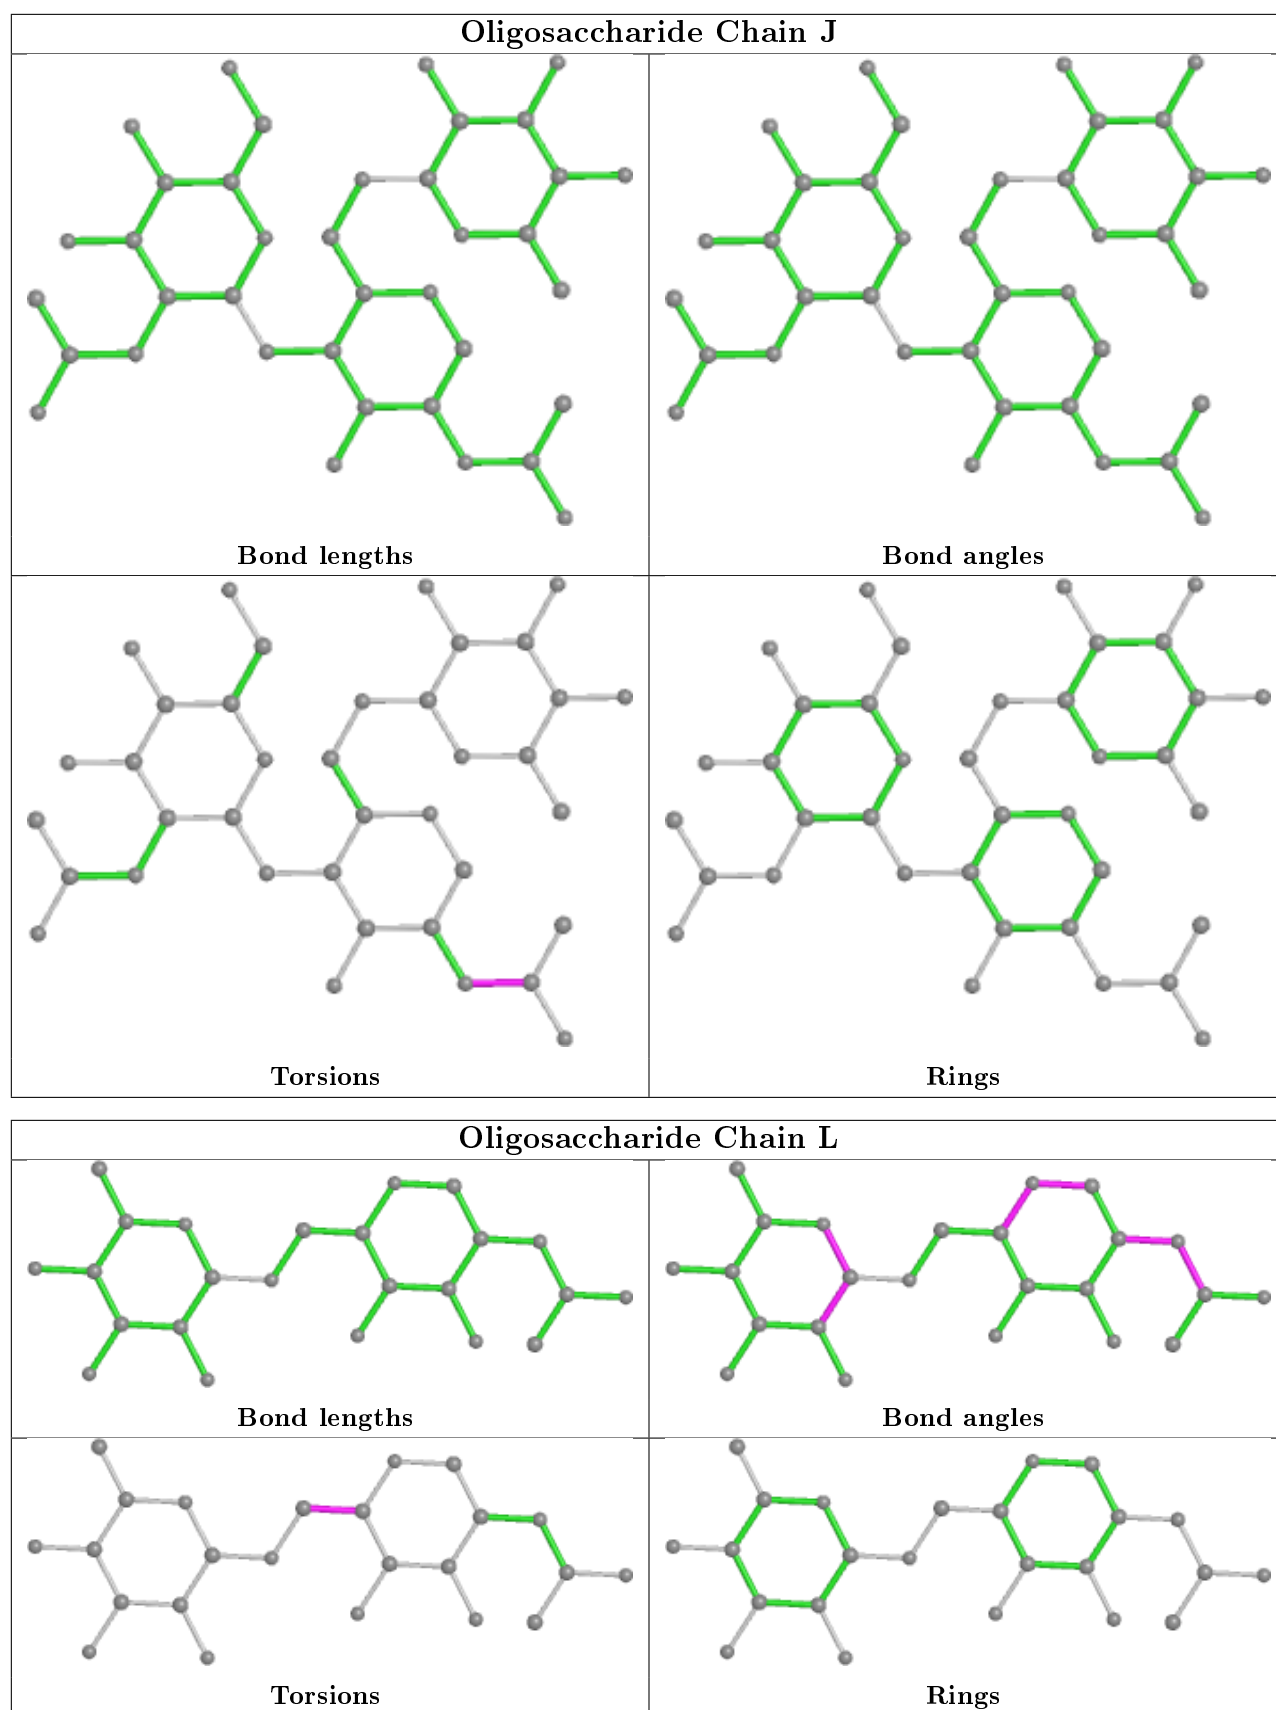 Oligosaccharide Chain J
Bond lengths
Bond angles
Torsions
Rings
Oligosaccharide Chain L
Bond lengths
Bond angles
Torsions
Rings